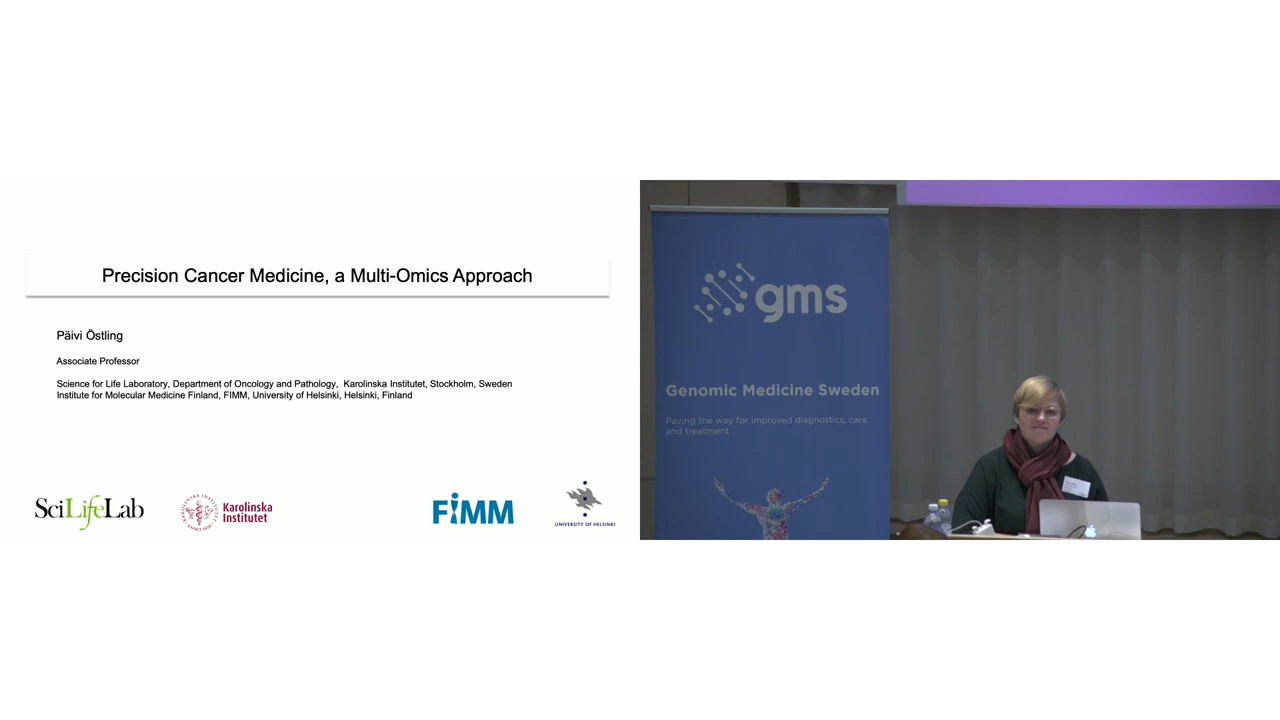 Precision Cancer Medicine, a Multi-Omics Approach
Päivi Östling
Associate Professor
Science for Life Laboratory, Department of Oncology and Pathology, Karolinska Institutet, Stockholm, Sweden
Institute for Molecular Medicine Finland, FIMM, University of Helsinki, Helsinki, Finland
SciLifeLab
Karolinska
Institutet
FIMM
UNIVERSITY OF HELSINKI
gms
Genomic Medicine Sweden
Paving the way for improved diagnostics, care
and treatment